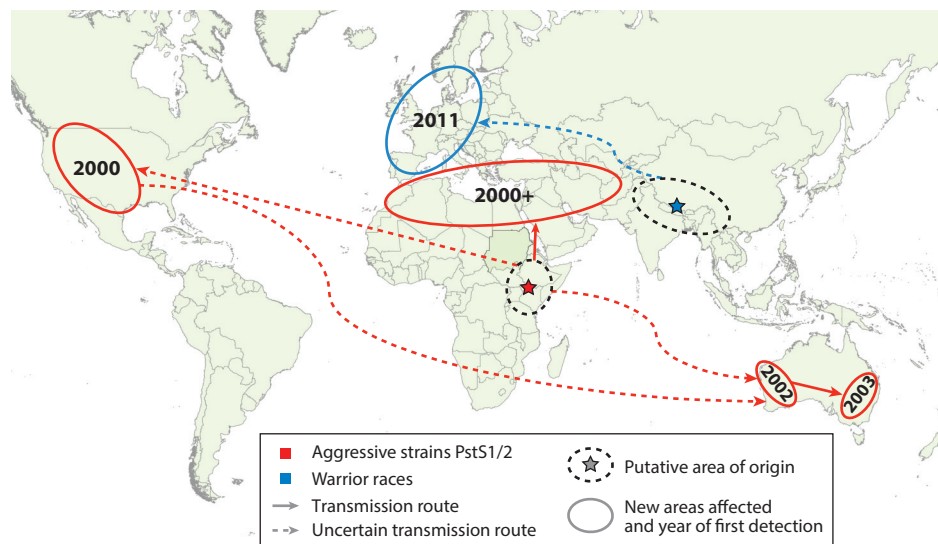 2011
2000
2000+
2002
2003
Aggressive strains PstS1/2
Warrior races
Transmission route
Uncertain transmission route
Putative area of origin
New areas affected
and year of first detection